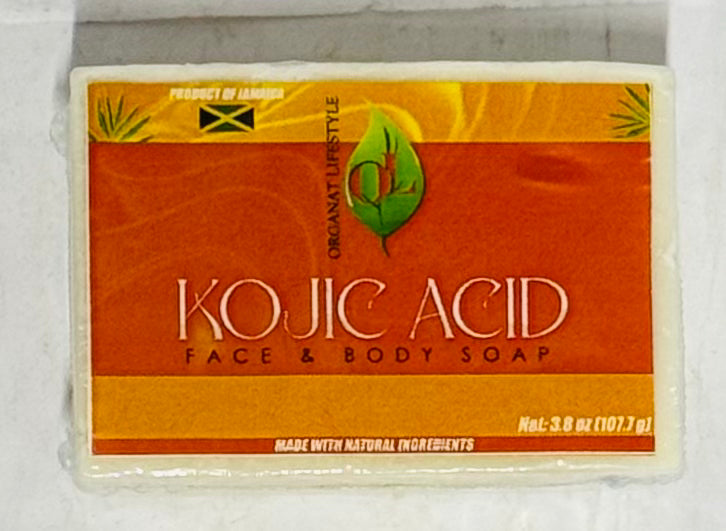 PRODUCT OF JAMAICA
ORGANAT LIFESTYLE
OL
KOJIC ACID
FACE & BODY SOAP
Net: 3.8 oz (107.7 g)
MADE WITH NATURAL INGREDIENTS